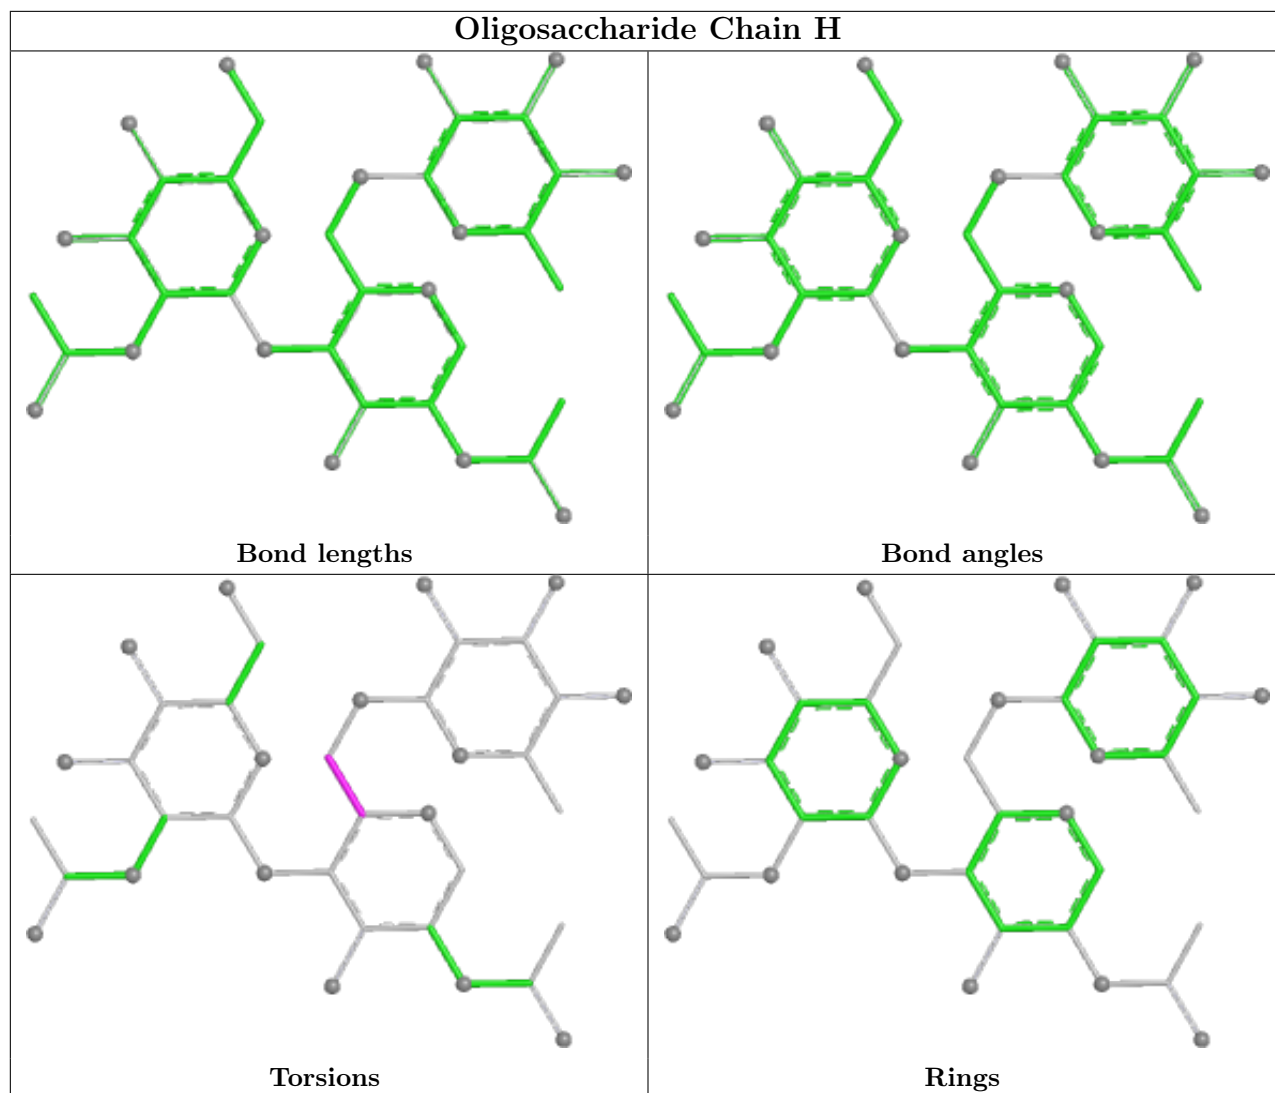 Oligosaccharide Chain H
Bond lengths
Bond angles
Torsions
Rings